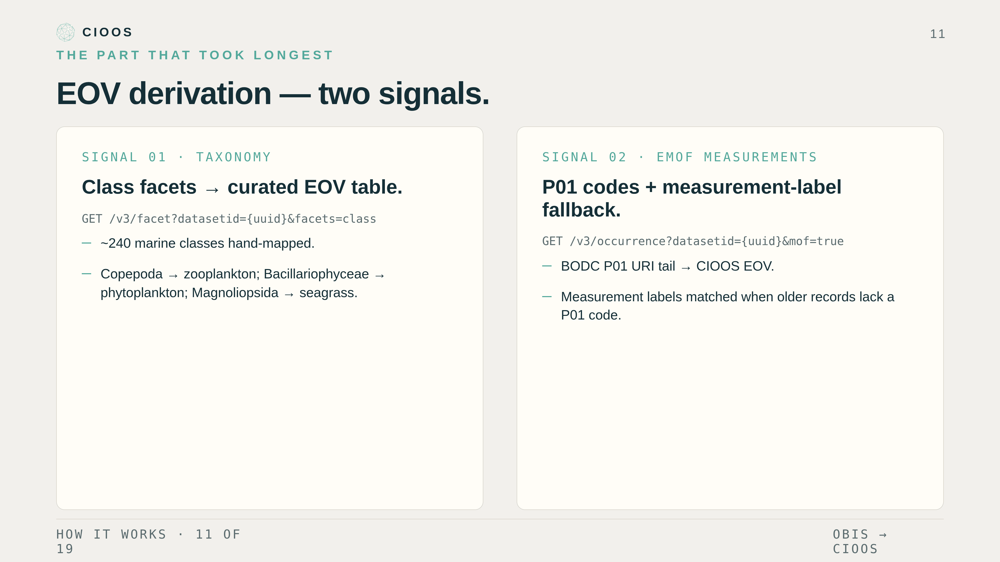 CIOOS
11
THE PART THAT TOOK LONGEST
EOV derivation — two signals.
SIGNAL 01 · TAXONOMY
Class facets → curated EOV table.
GET /v3/facet?datasetid={uuid}&facets=class
— ~240 marine classes hand-mapped.
— Copepoda → zooplankton; Bacillariophyceae →
phytoplankton; Magnoliopsida → seagrass.
SIGNAL 02 · EMOF MEASUREMENTS
P01 codes + measurement-label
fallback.
GET /v3/occurrence?datasetid={uuid}&mof=true
— BODC P01 URI tail → CIOOS EOV.
— Measurement labels matched when older records lack a
P01 code.
HOW IT WORKS · 11 OF
19
OBIS →
CIOOS